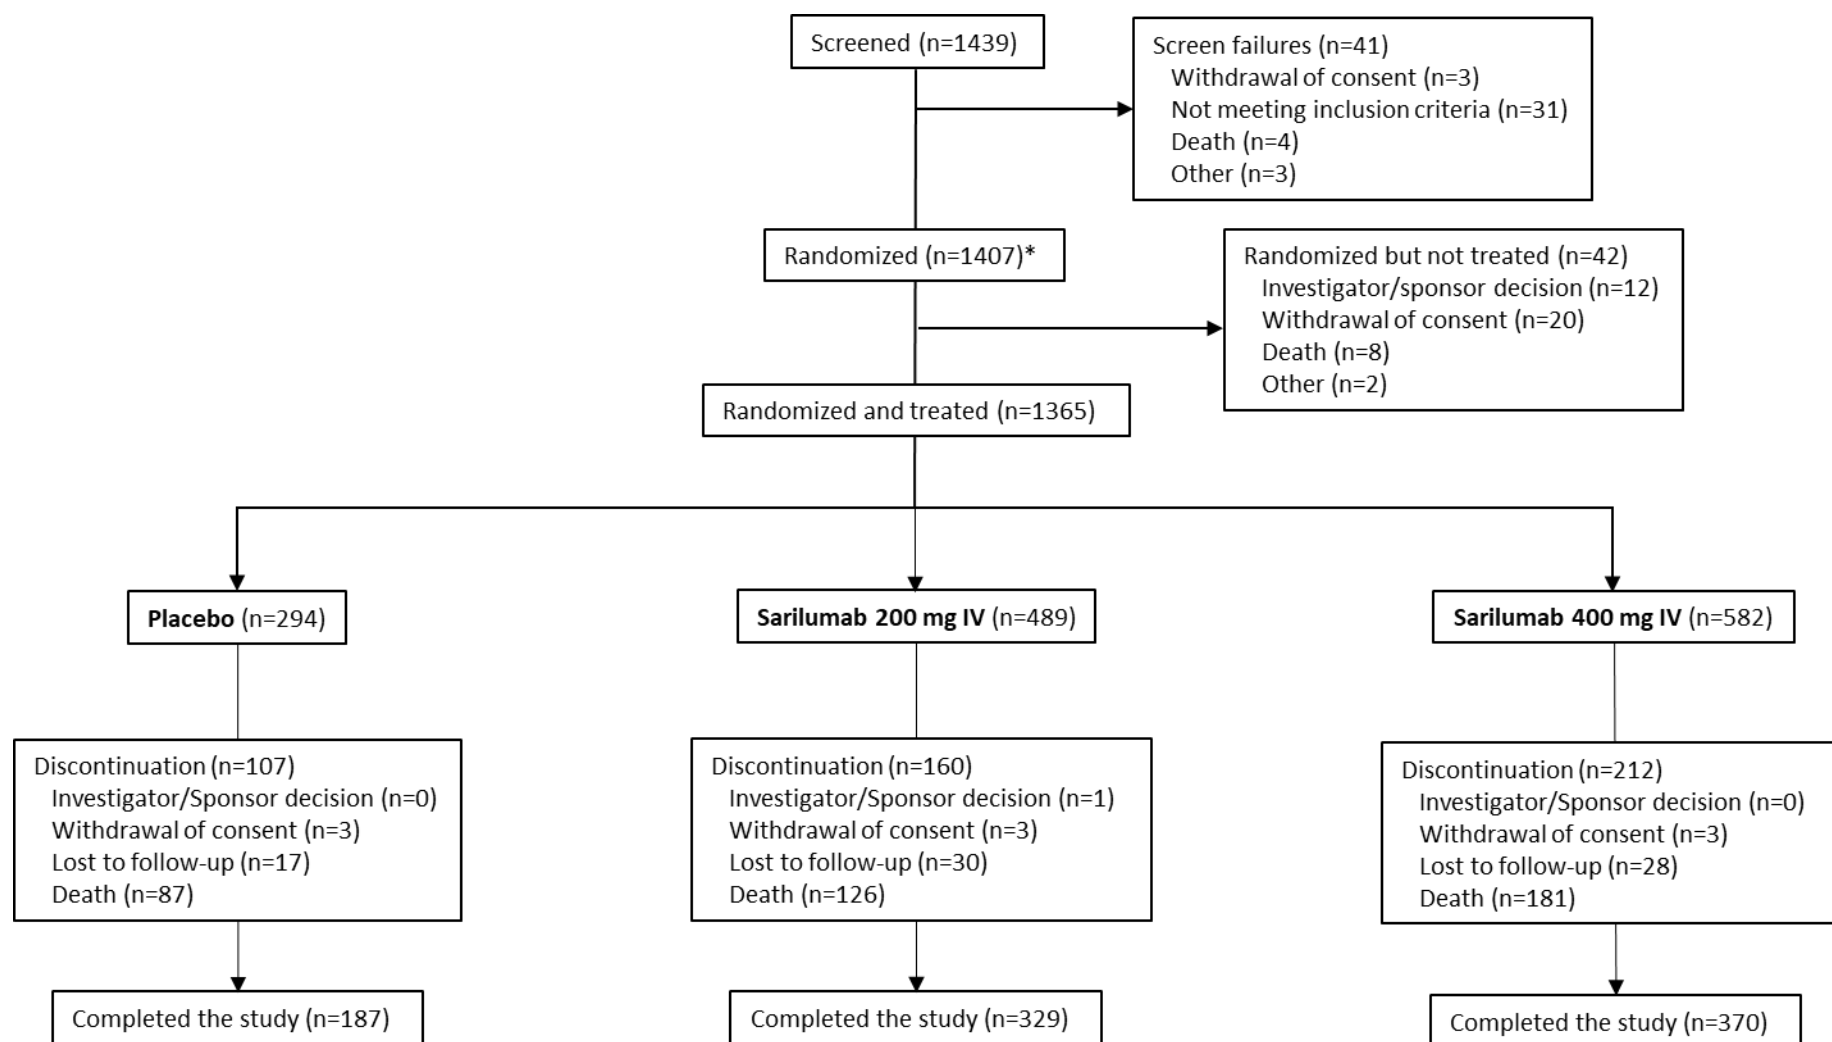 Screened (n=1439)
Screen failures (n=41)
Withdrawal of consent (n=3)
Not meeting inclusion criteria (n=31)
Death (n=4)
Other (n=3)
Randomized (n=1407)*
Randomized but not treated (n=42)
Investigator/sponsor decision (n=12)
Withdrawal of consent (n=20)
Death (n=8)
Other (n=2)
Randomized and treated (n=1365)
Placebo (n=294)
Sarilumab 200 mg IV (n=489)
Sarilumab 400 mg IV (n=582)
Discontinuation (n=107)
Investigator/Sponsor decision (n=0)
Withdrawal of consent (n=3)
Lost to follow-up (n=17)
Death (n=87)
Discontinuation (n=160)
Investigator/Sponsor decision (n=1)
Withdrawal of consent (n=3)
Lost to follow-up (n=30)
Death (n=126)
Discontinuation (n=212)
Investigator/Sponsor decision (n=0)
Withdrawal of consent (n=3)
Lost to follow-up (n=28)
Death (n=181)
Completed the study (n=187)
Completed the study (n=329)
Completed the study (n=370)